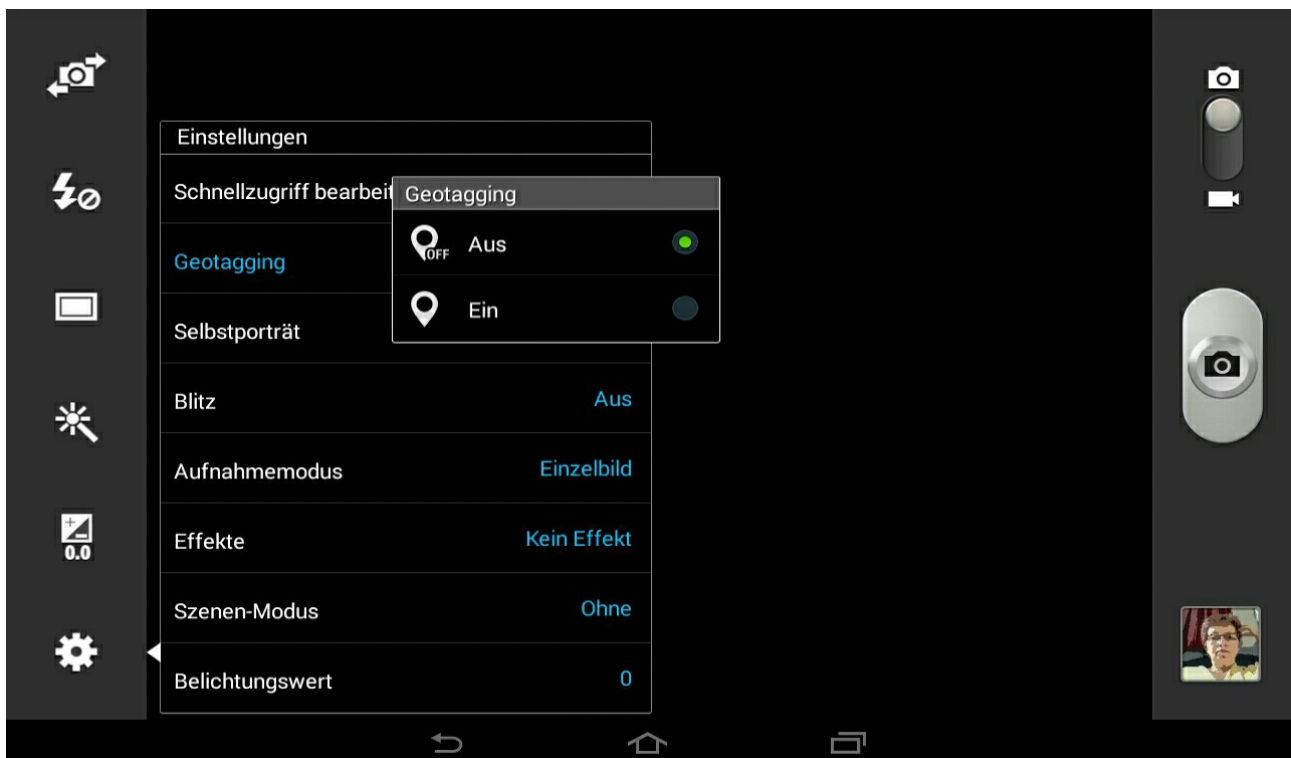 Einstellungen
Schnellzugriff bearbeit
Geotagging
OFF Aus
Ein
Geotagging
Selbstporträt
Blitz Aus
Aufnahmemodus Einzelbild
Effekte Kein Effekt
Szenen-Modus Ohne
Belichtungswert 0
0.0